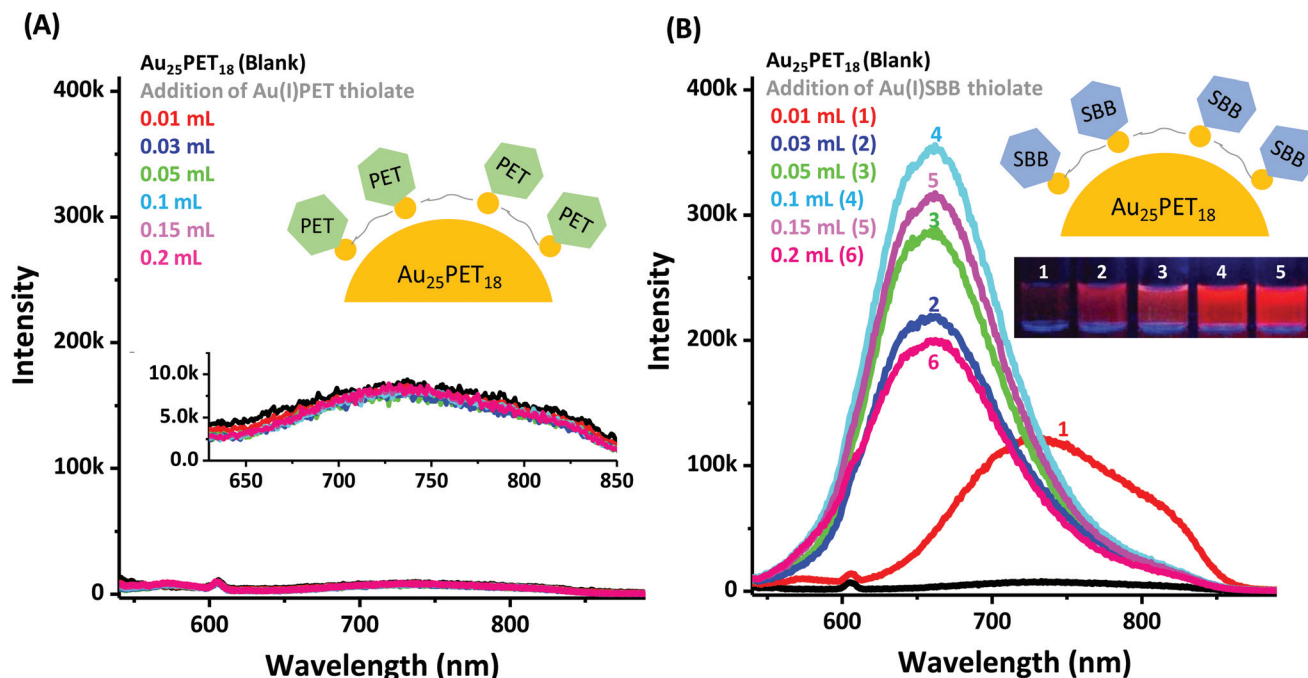 (A)
Au₂₅PET₁₈ (Blank)
Addition of Au(I)PET thiolate
0.01 mL
0.03 mL
0.05 mL
0.1 mL
0.15 mL
0.2 mL
PET
PET
PET
PET
Au₂₅PET₁₈
400k
300k
200k
100k
0
Intensity
10.0k
5.0k
0.0
650
700
750
800
850
600
700
800
Wavelength (nm)
(B)
Au₂₅PET₁₈ (Blank)
Addition of Au(I)SBB thiolate
0.01 mL (1)
0.03 mL (2)
0.05 mL (3)
0.1 mL (4)
0.15 mL (5)
0.2 mL (6)
SBB
SBB
SBB
SBB
Au₂₅PET₁₈
1 2 3 4 5
4
5
3
2
6
1
400k
300k
200k
100k
0
Intensity
600
700
800
Wavelength (nm)